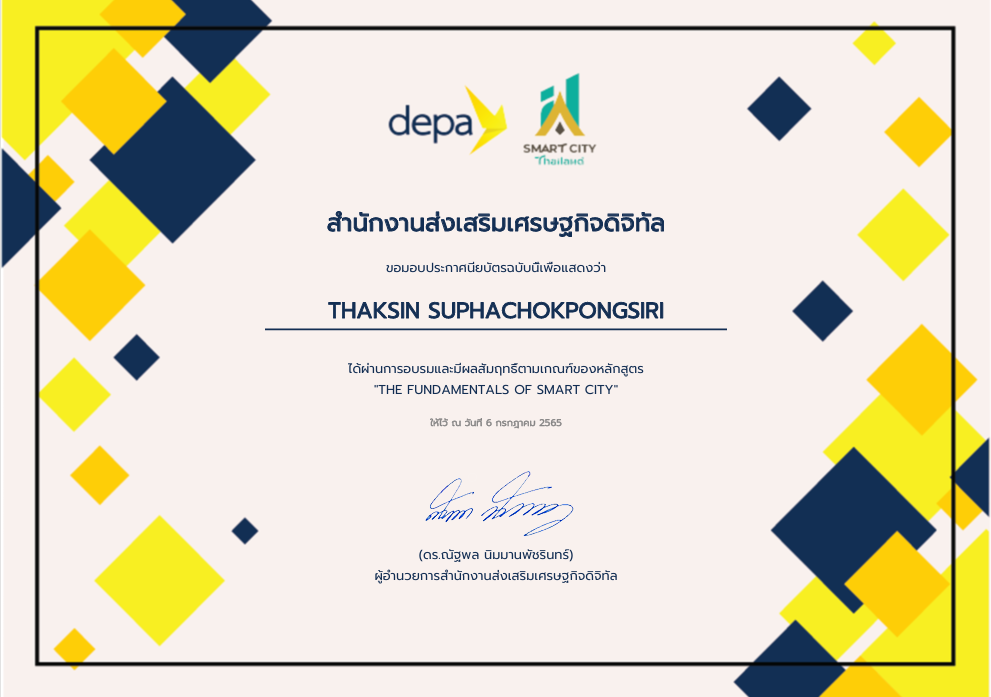 depa
SMART CITY
Thailand
สำนักงานส่งเสริมเศรษฐกิจดิจิทัล
ขอมอบประกาศนียบัตรฉบับนี้เพื่อแสดงว่า
THAKSIN SUPHACHOKPONGSIRI
ได้ผ่านการอบรมและมีผลสัมฤทธิ์ตามเกณฑ์ของหลักสูตร
"THE FUNDAMENTALS OF SMART CITY"
ให้ไว้ ณ วันที่ 6 กรกฎาคม 2565
(ดร.ณัฐพล นิมมานพัชรินทร์)
ผู้อำนวยการสำนักงานส่งเสริมเศรษฐกิจดิจิทัล